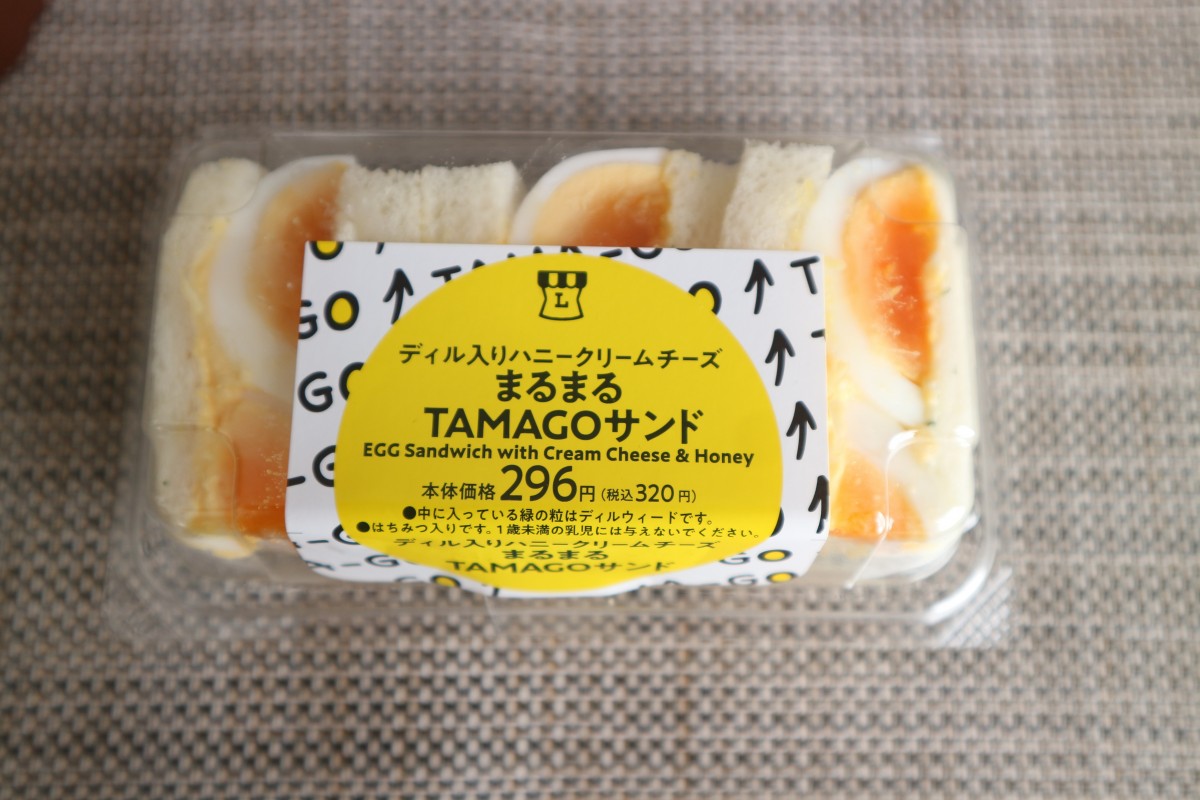 L
ディル入りハニークリームチーズ
まるまる
TAMAGOサンド
EGG Sandwich with Cream Cheese & Honey
本体価格296円(税込320円)
●中に入っている緑の粒はディルウィードです。
●はちみつ入りです。1歳未満の乳児には与えないでください。
ディル入りハニークリームチーズ
まるまる
TAMAGOサンド
GO
GO
GO
GO